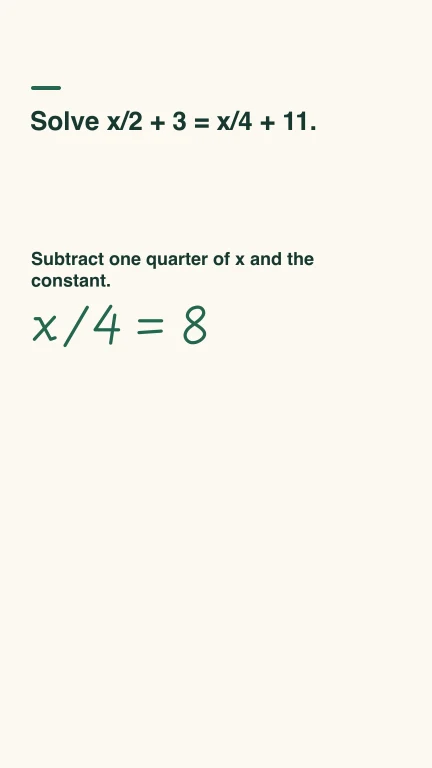 Solve x/2 + 3 = x/4 + 11.
Subtract one quarter of x and the
constant.
x/4 = 8